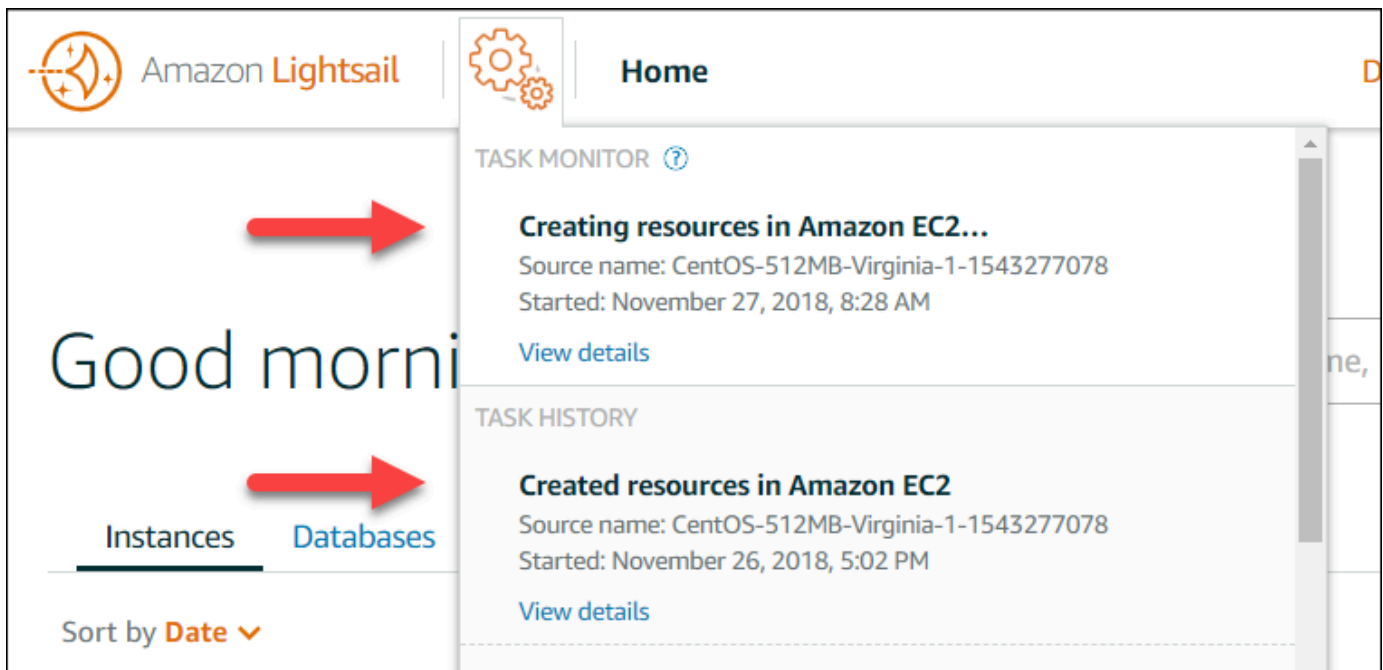 Amazon Lightsail
Home
D
TASK MONITOR ?
Creating resources in Amazon EC2...
Source name: CentOS-512MB-Virginia-1-1543277078
Started: November 27, 2018, 8:28 AM
View details
Good morni
ne,
TASK HISTORY
Created resources in Amazon EC2
Source name: CentOS-512MB-Virginia-1-1543277078
Started: November 26, 2018, 5:02 PM
View details
Instances Databases
Sort by Date